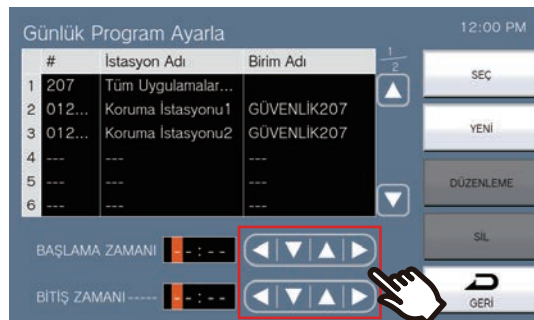 Günlük Program Ayarla
12:00 PM
# İstasyon Adı Birim Adı
1/2
1 207 Tüm Uygulamalar...
2 012... Koruma İstasyonu1 GÜVENLİK207
3 012... Koruma İstasyonu2 GÜVENLİK207
4 --- --- ---
5 --- --- ---
6 --- --- ---
SEÇ
YENİ
DÜZENLEME
SİL
GERİ
BAŞLAMA ZAMANI --:--
BİTİŞ ZAMANI ----- --:--